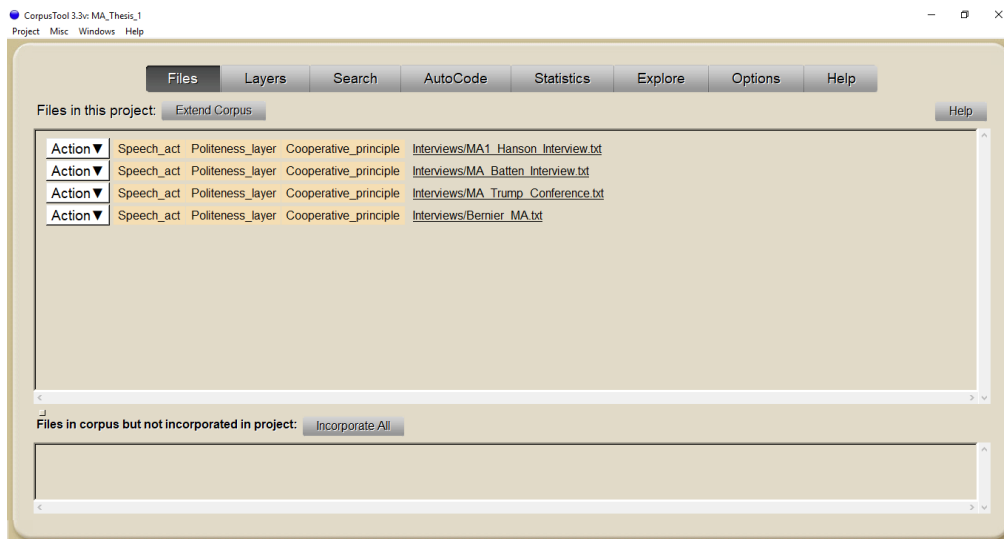 CorpusTool 3.3v: MA_Thesis_1
Project Misc Windows Help
Files Layers Search AutoCode Statistics Explore Options Help
Files in this project: Extend Corpus Help
Action▼ Speech_act Politeness_layer Cooperative_principle Interviews/MA1_Hanson_Interview.txt
Action▼ Speech_act Politeness_layer Cooperative_principle Interviews/MA_Batten_Interview.txt
Action▼ Speech_act Politeness_layer Cooperative_principle Interviews/MA_Trump_Conference.txt
Action▼ Speech_act Politeness_layer Cooperative_principle Interviews/Bernier_MA.txt
Files in corpus but not incorporated in project: Incorporate All